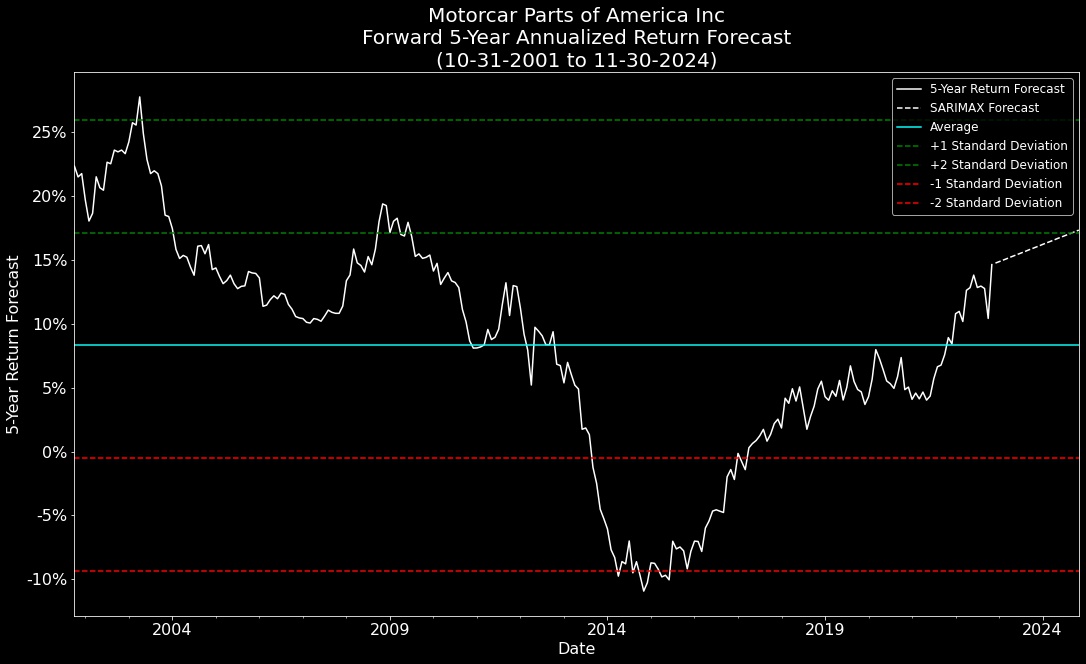 Motorcar Parts of America Inc
Forward 5-Year Annualized Return Forecast
(10-31-2001 to 11-30-2024)
5-Year Return Forecast
SARIMAX Forecast
Average
+1 Standard Deviation
+2 Standard Deviation
-1 Standard Deviation
-2 Standard Deviation
5-Year Return Forecast
25%
20%
15%
10%
5%
0%
-5%
-10%
2004
2009
2014
2019
2024
Date